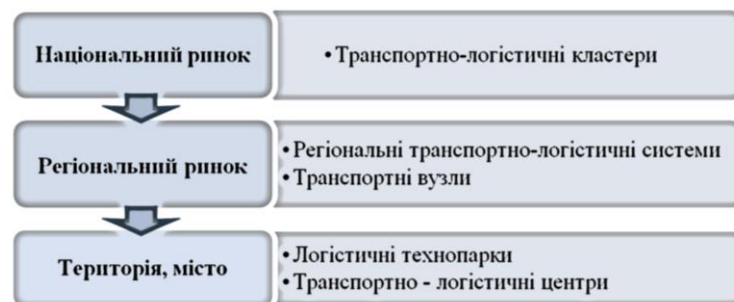 Національний ринок
•Транспортно-логістичні кластери
Регіональний ринок
•Регіональні транспортно-логістичні системи
•Транспортні вузли
Територія, місто
•Логістичні технопарки
•Транспортно - логістичні центри